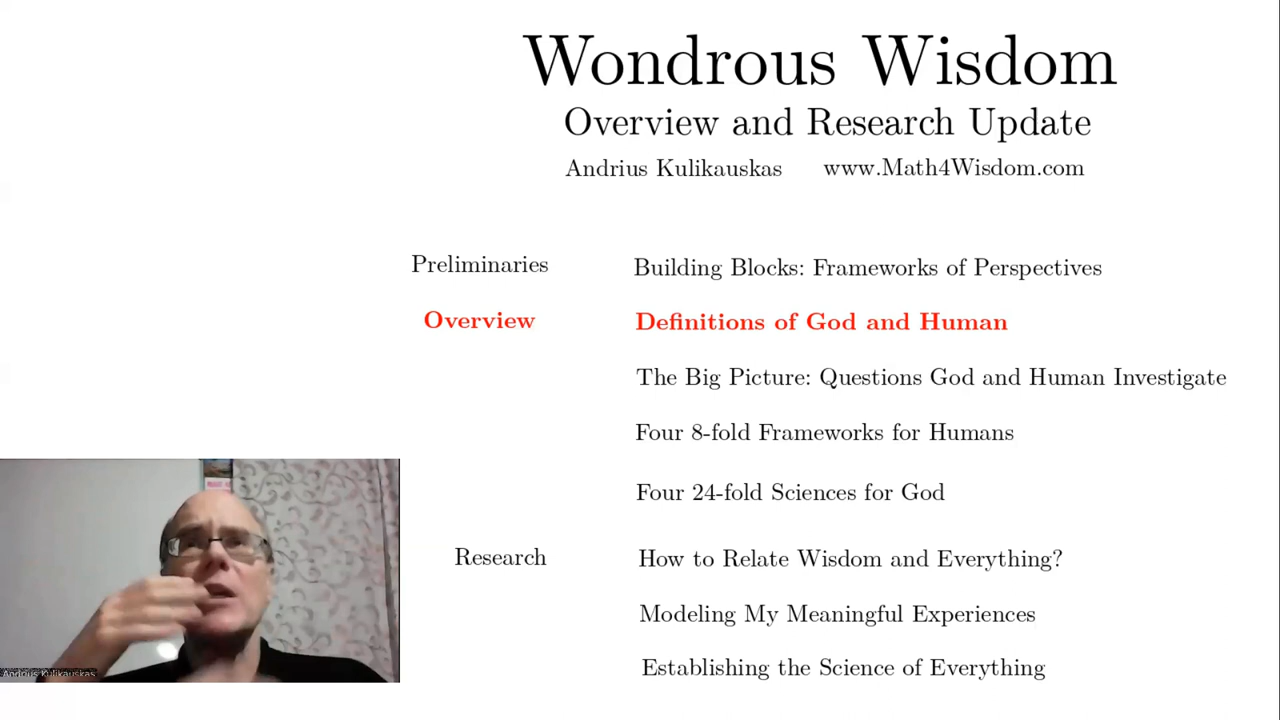 Wondrous Wisdom
Overview and Research Update
Andrius Kulikauskas www.Math4Wisdom.com
Preliminaries Building Blocks: Frameworks of Perspectives
Overview Definitions of God and Human
The Big Picture: Questions God and Human Investigate
Four 8-fold Frameworks for Humans
Four 24-fold Sciences for God
Research How to Relate Wisdom and Everything?
Modeling My Meaningful Experiences
Establishing the Science of Everything
Andrius Kulikauskas